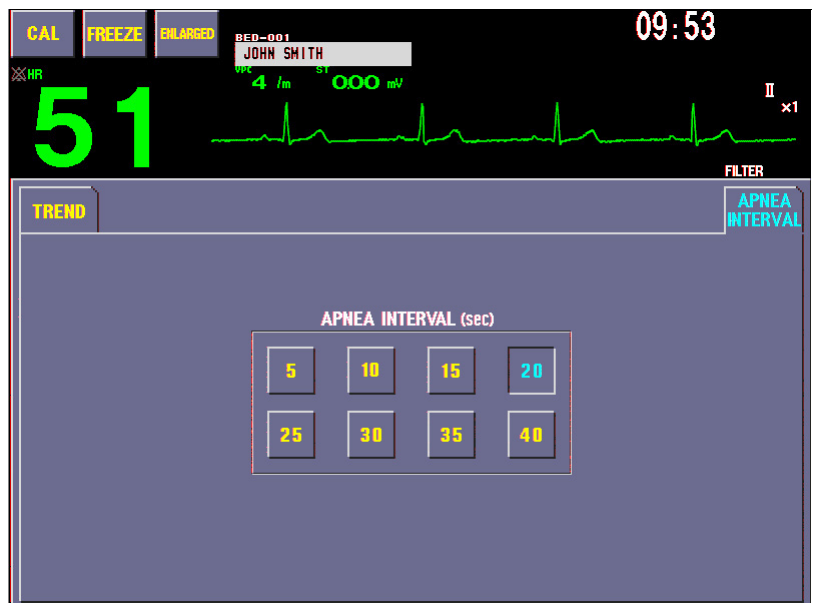 CAL FREEZE ENLARGED
09:53
BED-001
JOHN SMITH
HR
VPC 4 /m ST 0.00 mV
51
II
×1
FILTER
TREND
APNEA
INTERVAL
APNEA INTERVAL (sec)
5 10 15 20
25 30 35 40